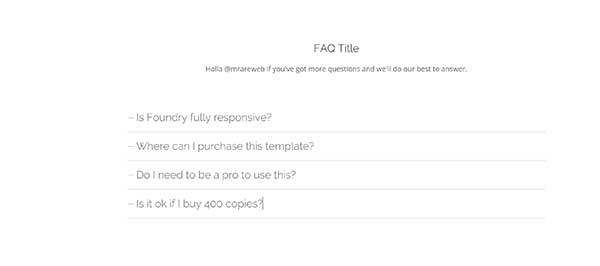 FAQ Title
Halla @mrareweb if you've got more questions and we'll do our best to answer.
– Is Foundry fully responsive?
– Where can I purchase this template?
– Do I need to be a pro to use this?
– Is it ok if I buy 400 copies?